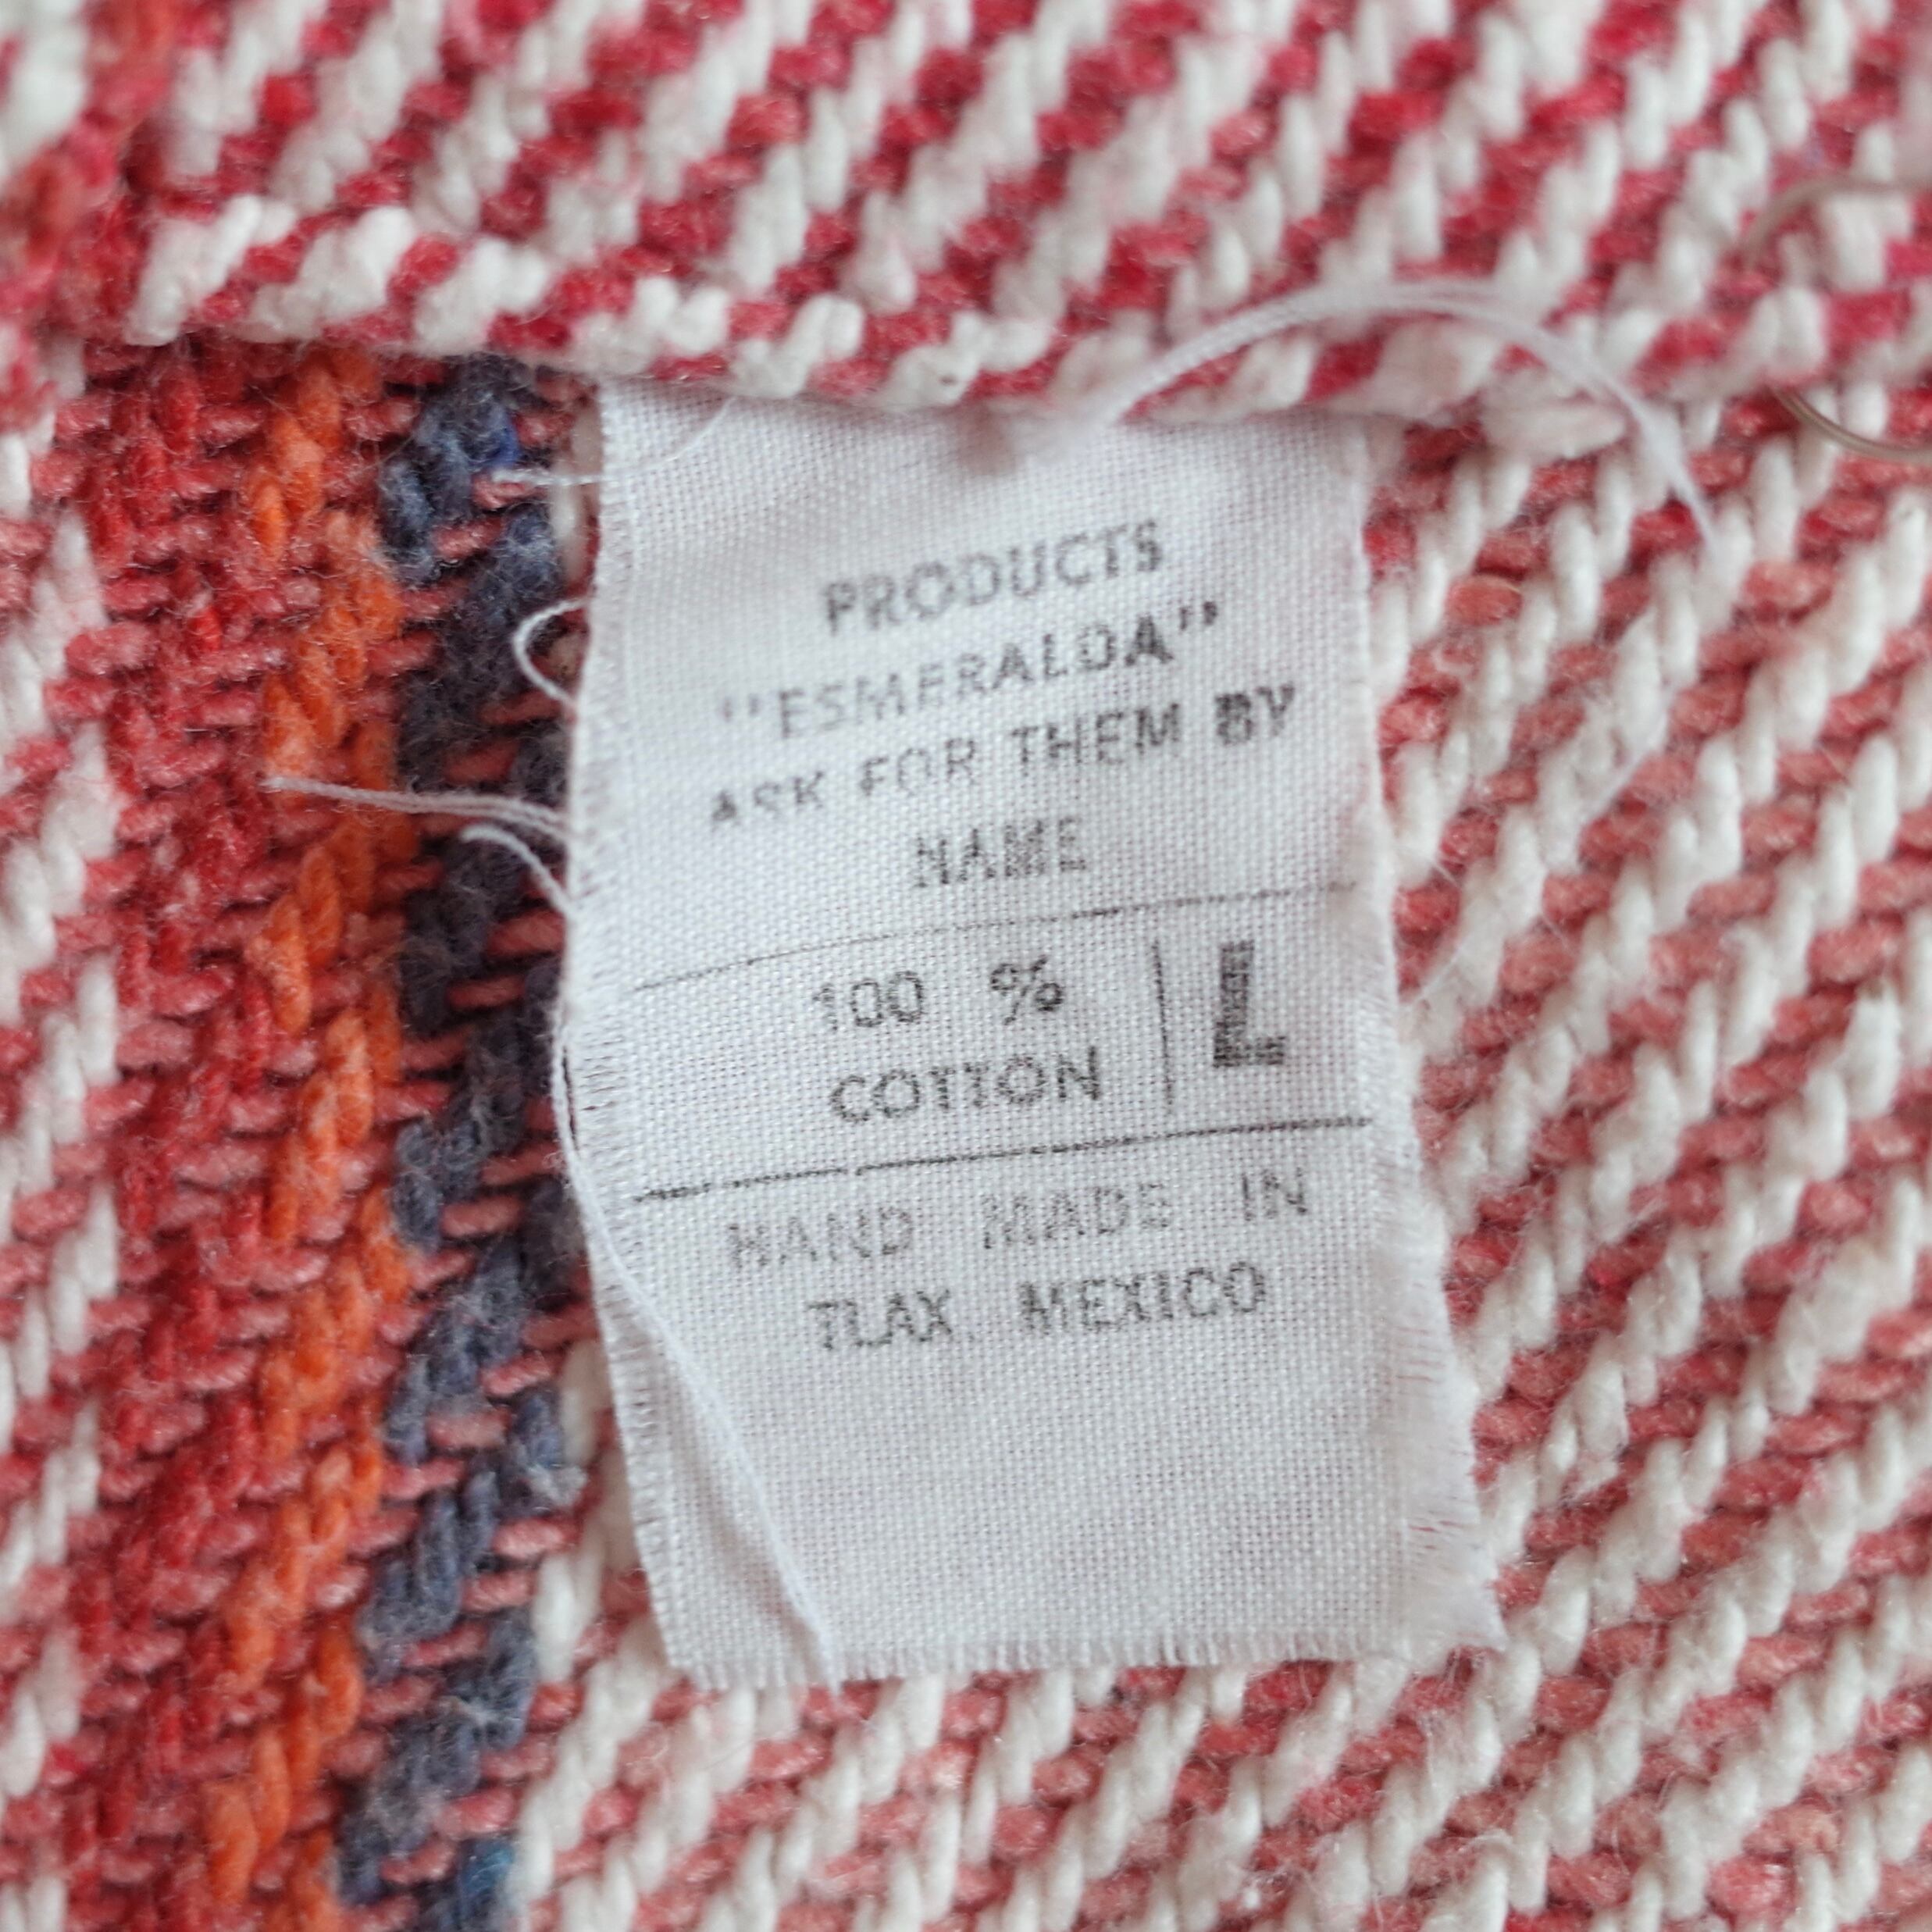 PRODUCTS
"ESMERALDA"
ASK FOR THEM BY
NAME
100 %
COTTON
L
HAND MADE IN
TLAX. MEXICO